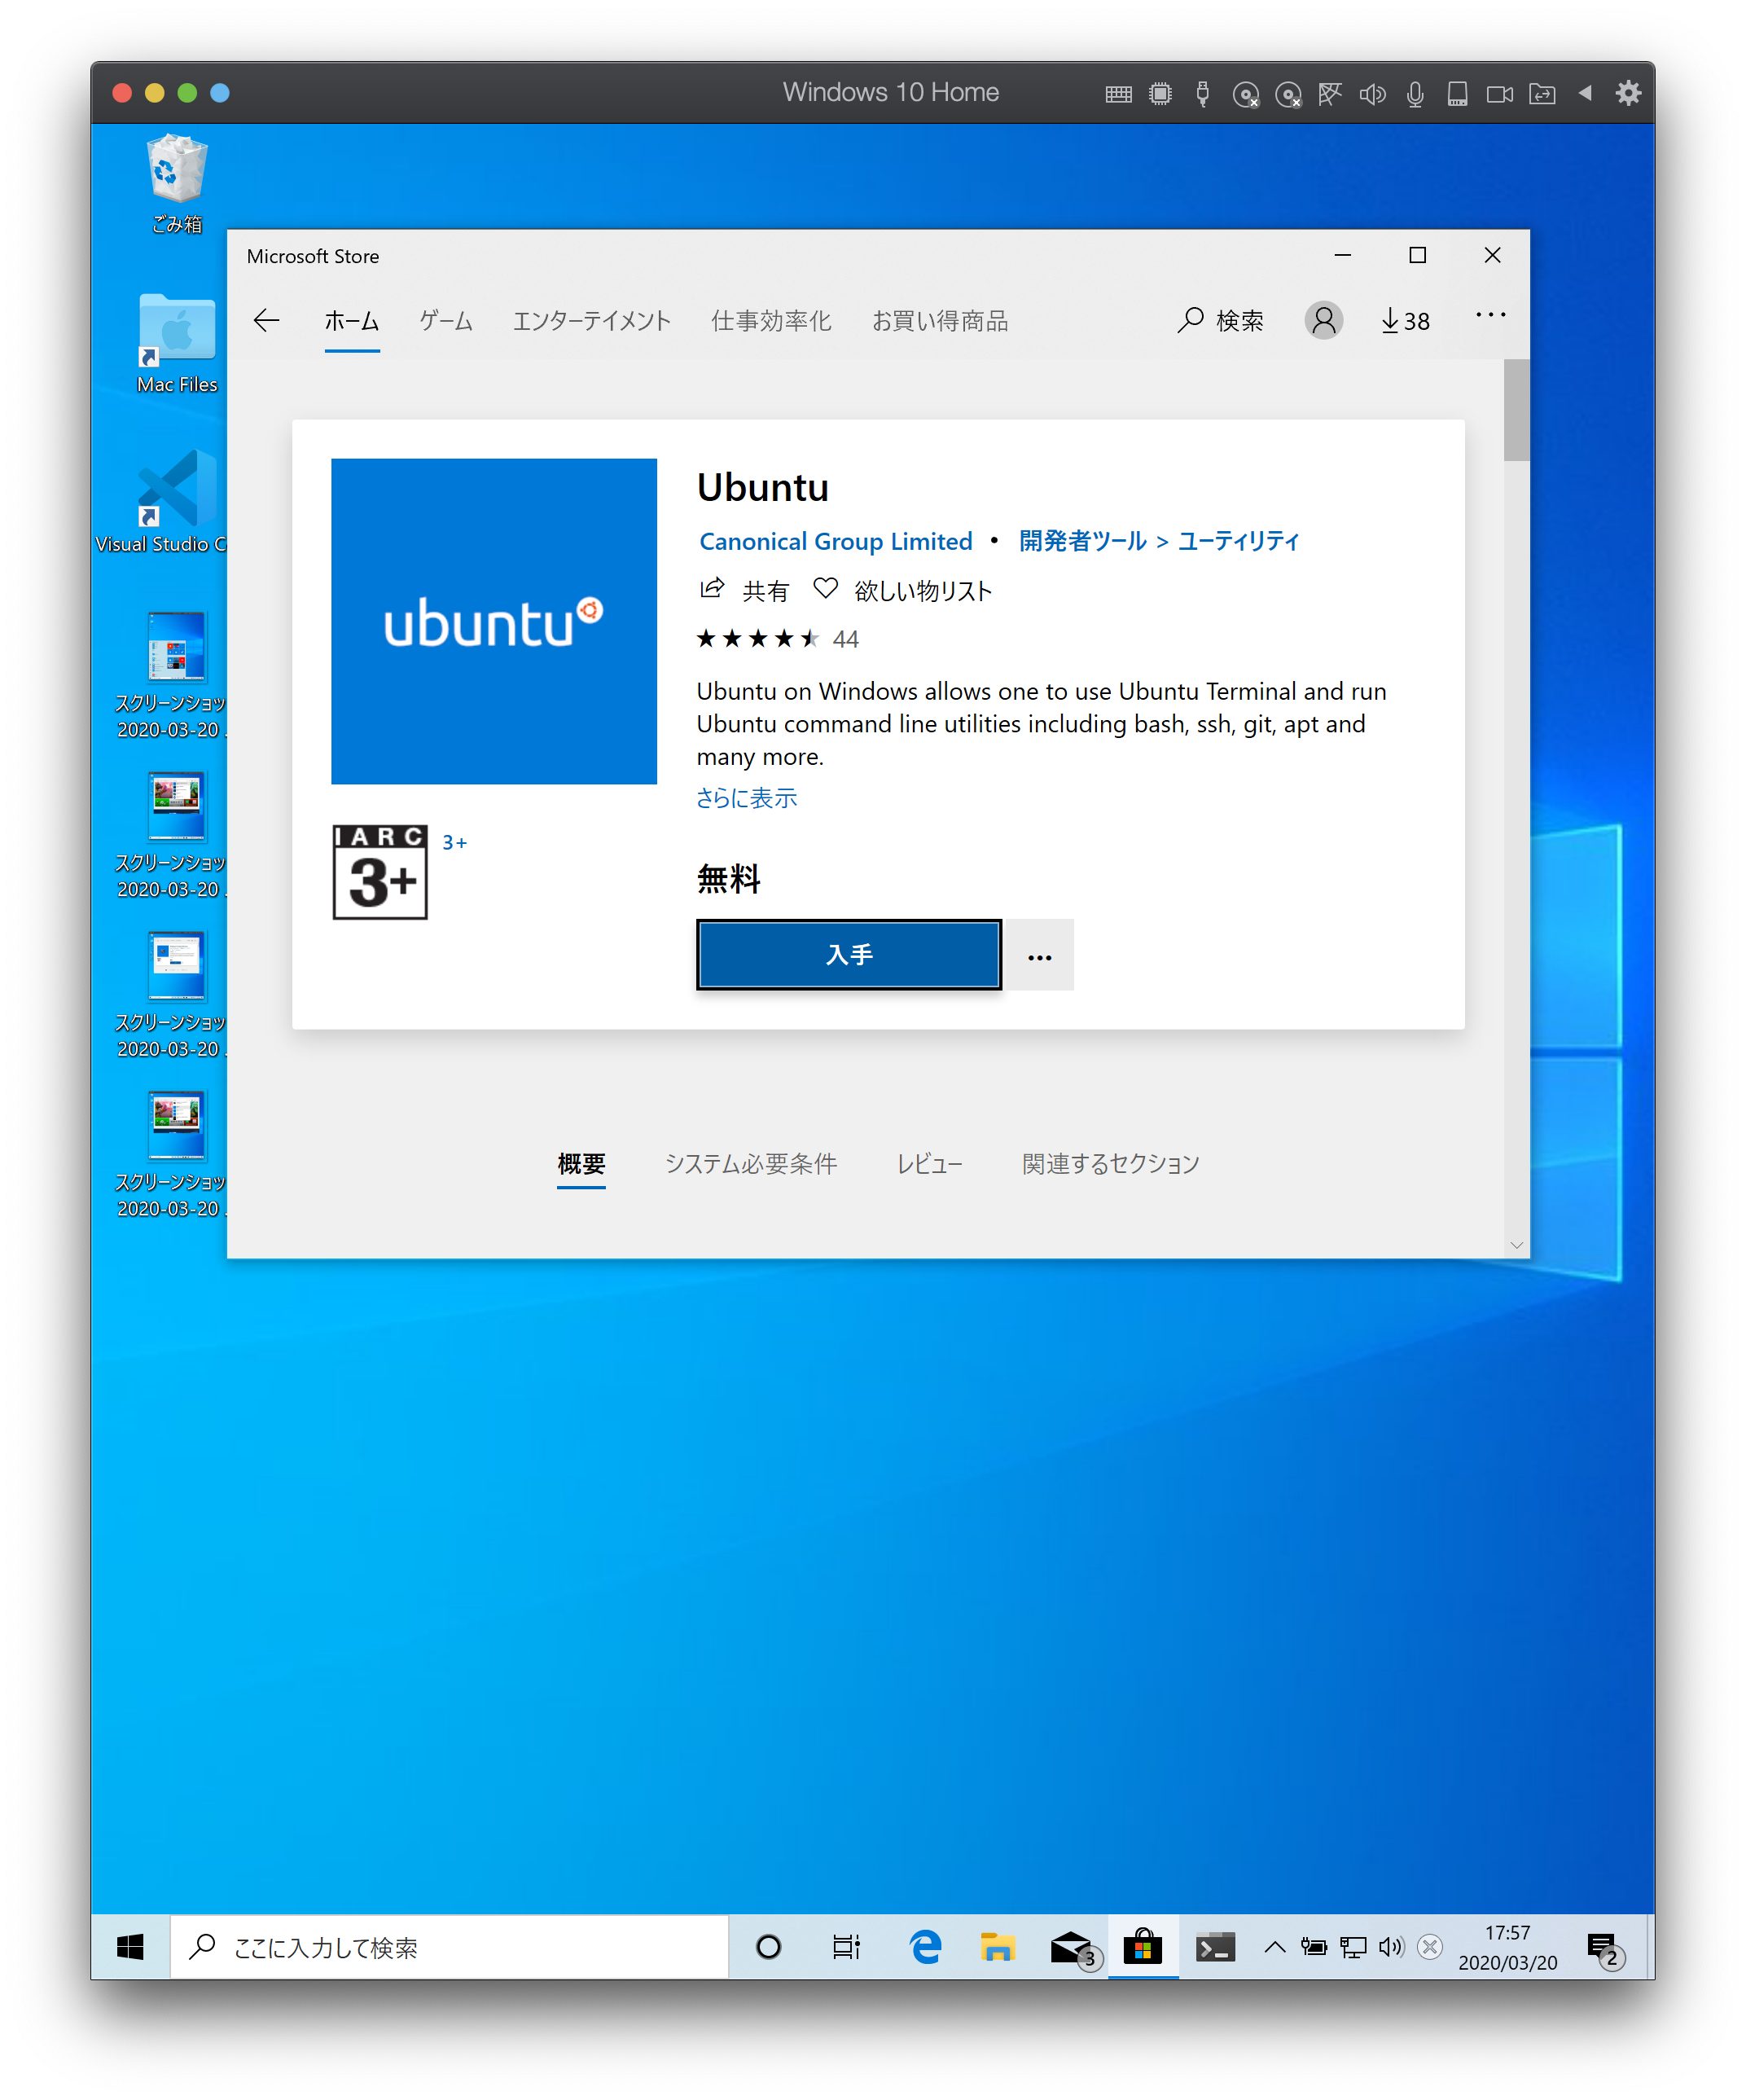 Windows 10 Home
ごみ箱
Mac Files
Visual Studio C
スクリーンショッ
2020-03-20 .
スクリーンショッ
2020-03-20 .
スクリーンショッ
2020-03-20 .
スクリーンショッ
2020-03-20 .
Microsoft Store
ホーム ゲーム エンターテイメント 仕事効率化 お買い得商品 検索 38
ubuntu
IARC
3+
3+
Ubuntu
Canonical Group Limited • 開発者ツール > ユーティリティ
共有 欲しい物リスト
44
Ubuntu on Windows allows one to use Ubuntu Terminal and run
Ubuntu command line utilities including bash, ssh, git, apt and
many more.
さらに表示
無料
入手
概要 システム必要条件 レビュー 関連するセクション
ここに入力して検索
3
17:57
2020/03/20
2